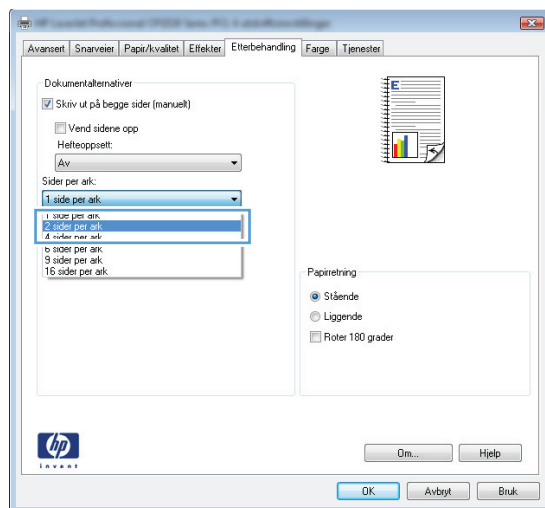 Avansert Snarveier Papir/kvalitet Effekter Etterbehandling Farge Tjenester
Dokumentalternativer
Skriv ut på begge sider (manuelt)
Vend sidene opp
Hefteoppsett:
Av
Sider per ark:
1 side per ark
1 side per ark
2 sider per ark
4 sider per ark
6 sider per ark
9 sider per ark
16 sider per ark
E
Papirretning
Stående
Liggende
Roter 180 grader
hp
invent
Om... Hjelp
OK Avbryt Bruk